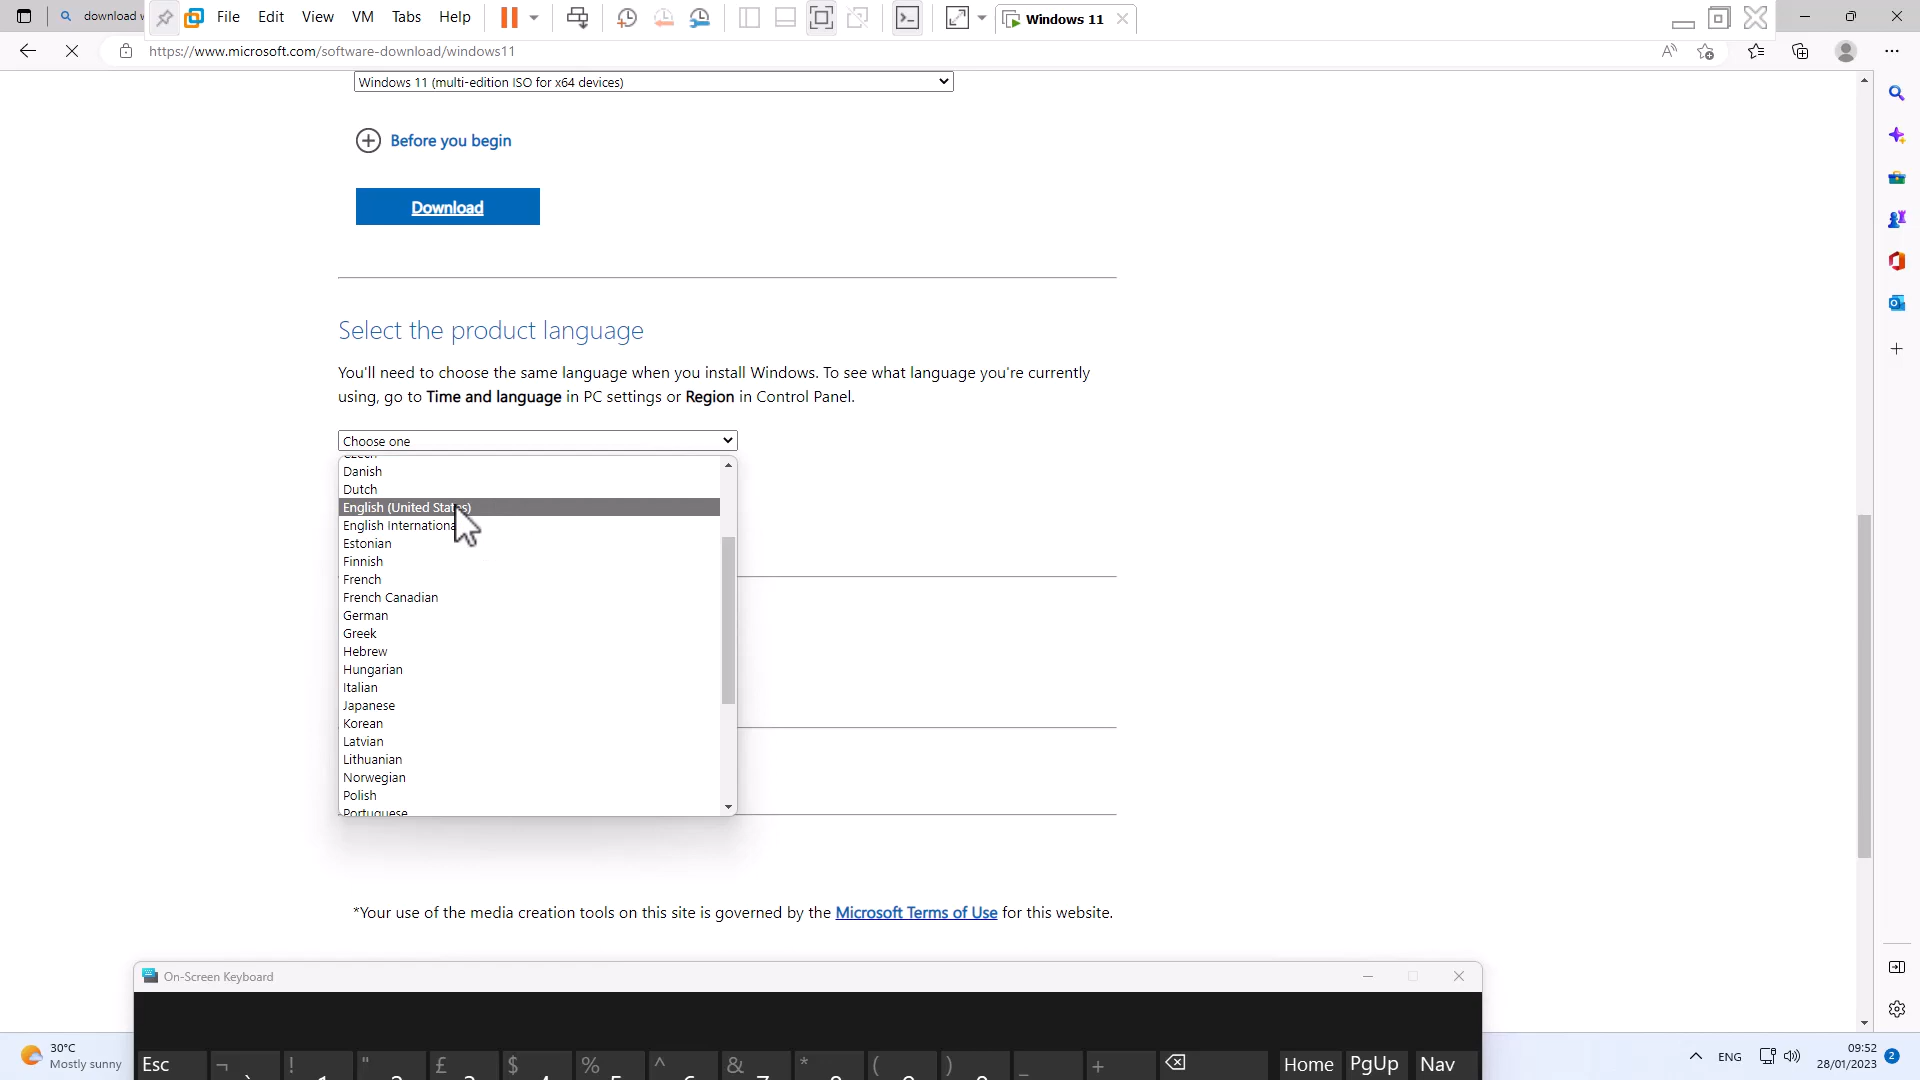 download
File Edit View VM Tabs Help
Windows 11
https://www.microsoft.com/software-download/windows11
Windows 11 (multi-edition ISO for x64 devices)
Before you begin
Download
Select the product language
You'll need to choose the same language when you install Windows. To see what language you're currently
using, go to Time and language in PC settings or Region in Control Panel.
Choose one
Czech
Danish
Dutch
English (United States)
English International
Estonian
Finnish
French
French Canadian
German
Greek
Hebrew
Hungarian
Italian
Japanese
Korean
Latvian
Lithuanian
Norwegian
Polish
Portuguese
*Your use of the media creation tools on this site is governed by the Microsoft Terms of Use for this website.
On-Screen Keyboard
Esc ¬ ! " £ $ % ^ & * ( ) _ + Home PgUp Nav
30°C
Mostly sunny
ENG
09:52
28/01/2023
2